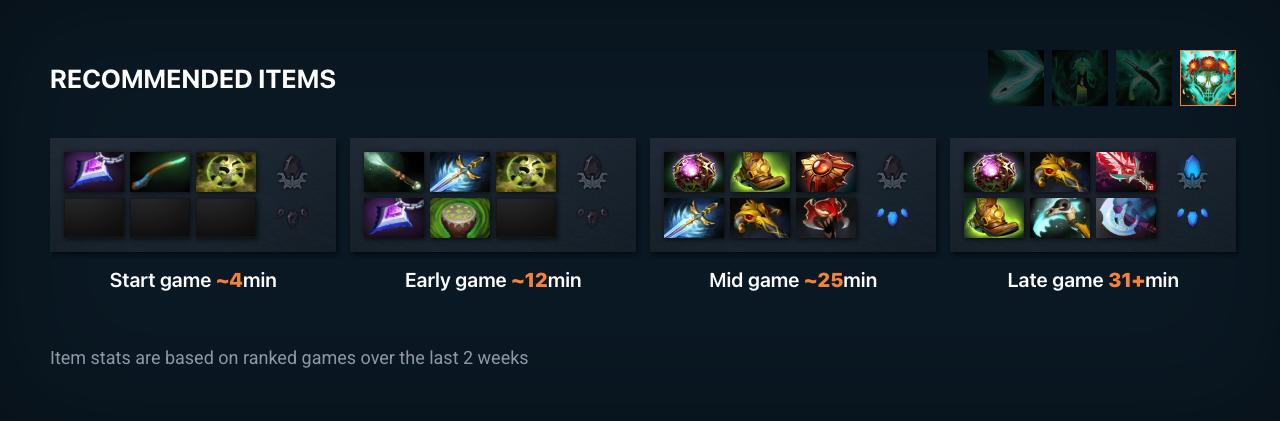 RECOMMENDED ITEMS
Start game ~4min
Early game ~12min
Mid game ~25min
Late game 31+min
Item stats are based on ranked games over the last 2 weeks